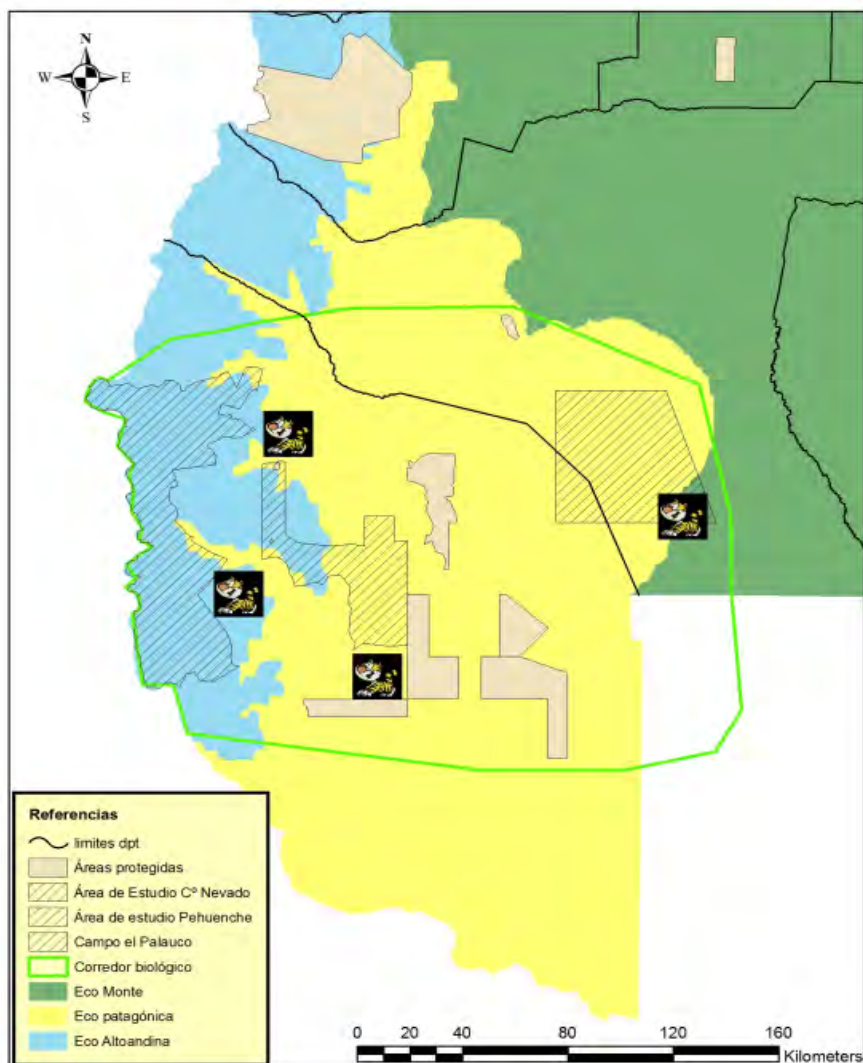 N
W E
S
Referencias
limites dpt
Áreas protegidas
Área de Estudio Cº Nevado
Área de estudio Pehuenche
Campo el Palauco
Corredor biológico
Eco Monte
Eco patagónica
Eco Altoandina
0 20 40 80 120 160
Kilometers